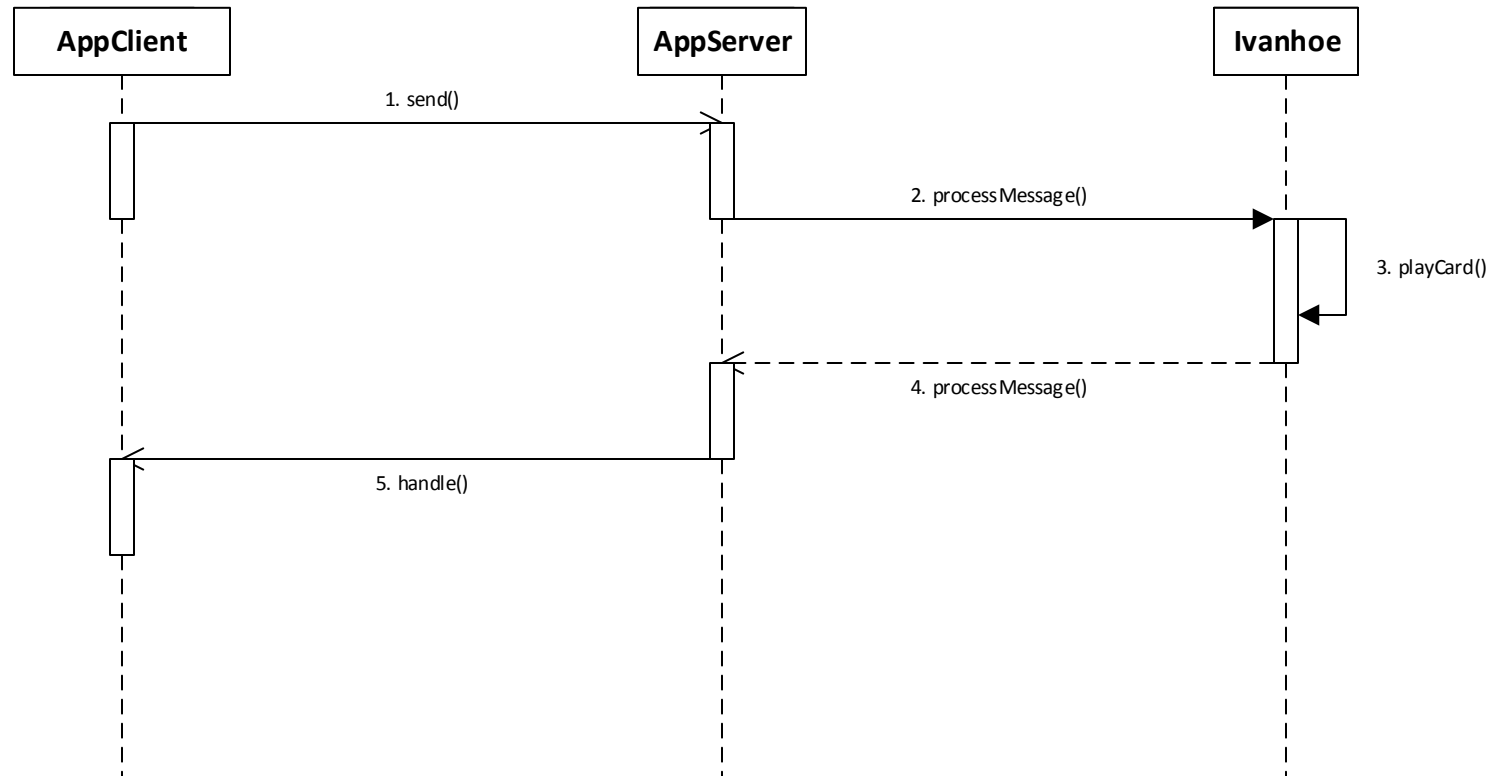 AppClient
AppServer
Ivanhoe
1. send()
2. processMessage()
3. playCard()
4. processMessage()
5. handle()